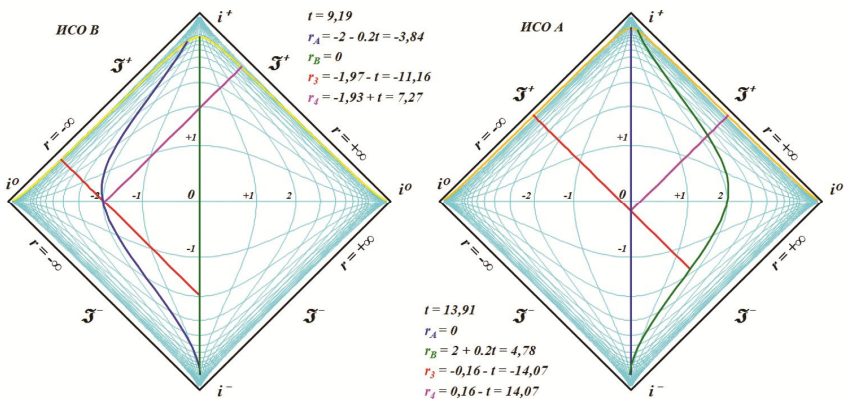 ИСО B
i⁺
t = 9,19
r_A = -2 - 0.2t = -3,84
r_B = 0
r_3 = -1,97 - t = -11,16
r_4 = -1,93 + t = 7,27
ℑ⁺
ℑ⁺
r = -∞
r = +∞
+1
i⁰
-2
-1
0
2
i⁰
-1
r = -∞
r = +∞
ℑ⁻
ℑ⁻
i⁻
ИСО A
i⁺
ℑ⁺
ℑ⁺
r = -∞
r = +∞
+1
i⁰
-2
-1
0
+1
2
i⁰
-1
r = -∞
r = +∞
ℑ⁻
ℑ⁻
t = 13,91
r_A = 0
r_B = 2 + 0.2t = 4,78
r_3 = -0,16 - t = -14,07
r_4 = 0,16 - t = 14,07
i⁻